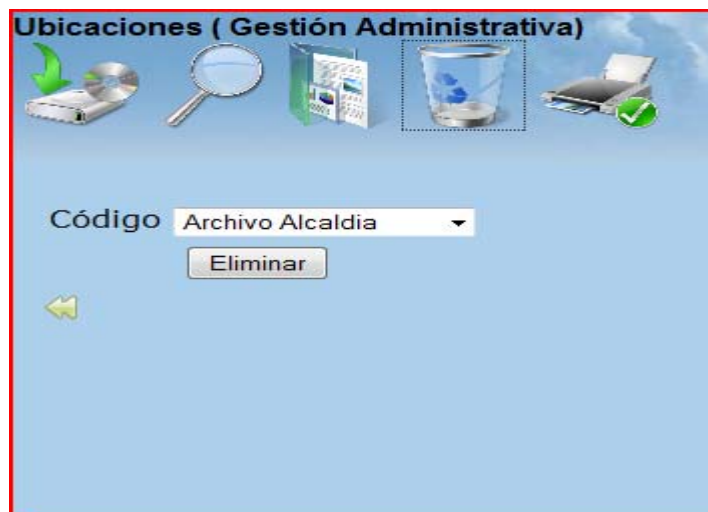 Ubicaciones ( Gestión Administrativa)
Código Archivo Alcaldia
Eliminar